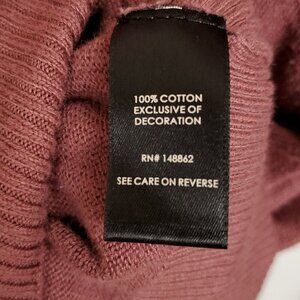 100% COTTON
EXCLUSIVE OF
DECORATION
RN# 148862
SEE CARE ON REVERSE